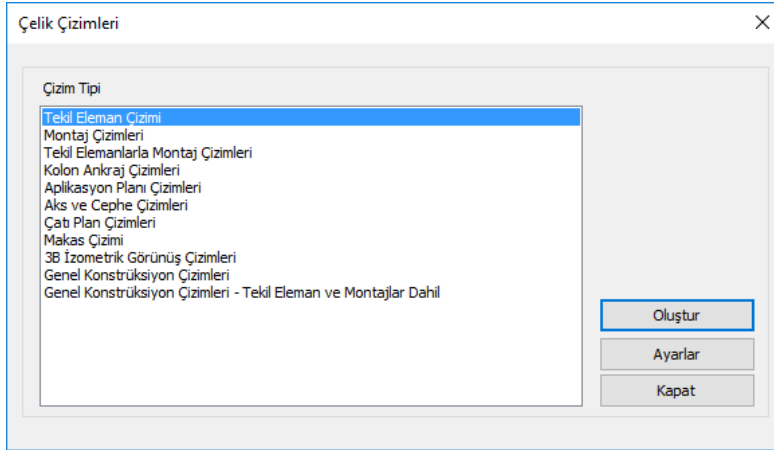 Çelik Çizimleri
Çizim Tipi
Tekil Eleman Çizimi
Montaj Çizimleri
Tekil Elemanlarla Montaj Çizimleri
Kolon Ankraj Çizimleri
Aplikasyon Planı Çizimleri
Aks ve Cephe Çizimleri
Çatı Plan Çizimleri
Makas Çizimi
3B İzometrik Görünüş Çizimleri
Genel Konstrüksiyon Çizimleri
Genel Konstrüksiyon Çizimleri - Tekil Eleman ve Montajlar Dahil
Oluştur
Ayarlar
Kapat